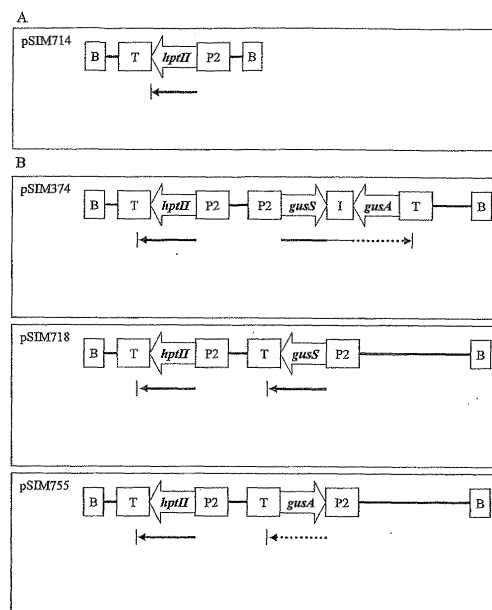 A
pSIM714
B T hptII P2 B
B
pSIM374
B T hptII P2 P2 gusS I gusA T B
pSIM718
B T hptII P2 T gusS P2 B
pSIM755
B T hptII P2 T gusA P2 B